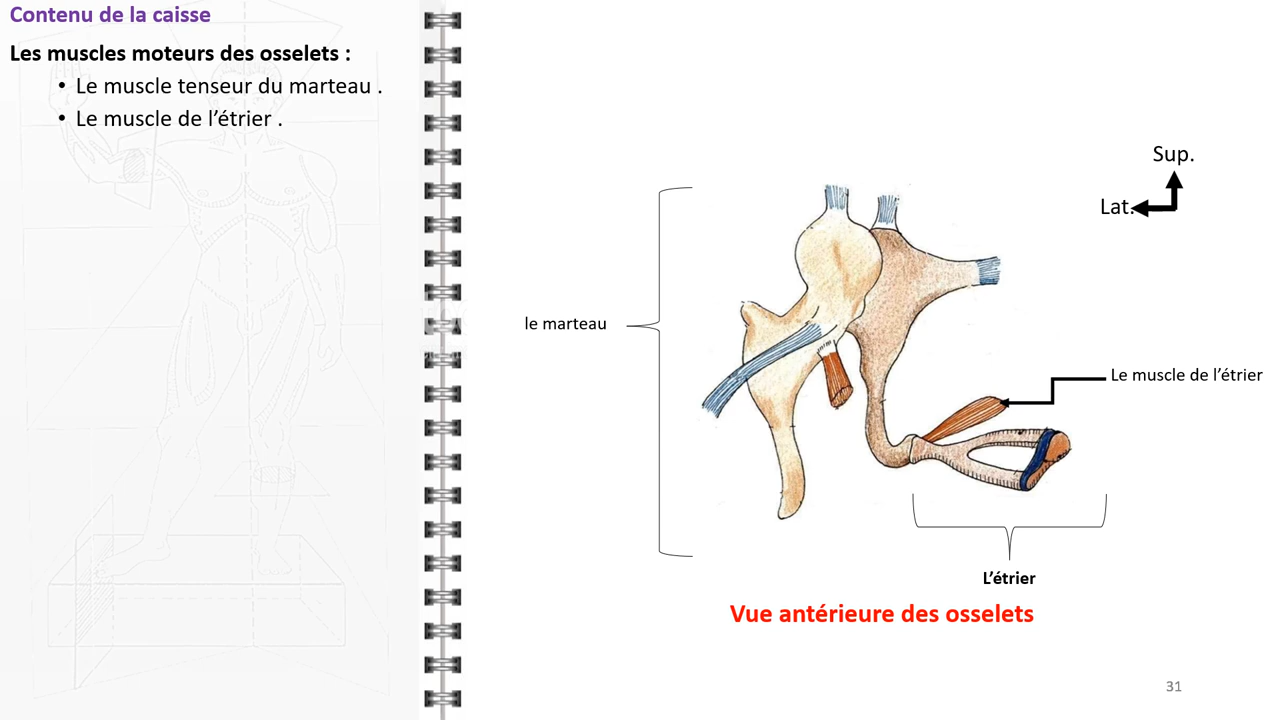 Contenu de la caisse
Les muscles moteurs des osselets :
• Le muscle tenseur du marteau .
• Le muscle de l’étrier .
Sup.
Lat.
le marteau
Le muscle de l’étrier
L’étrier
Vue antérieure des osselets
31